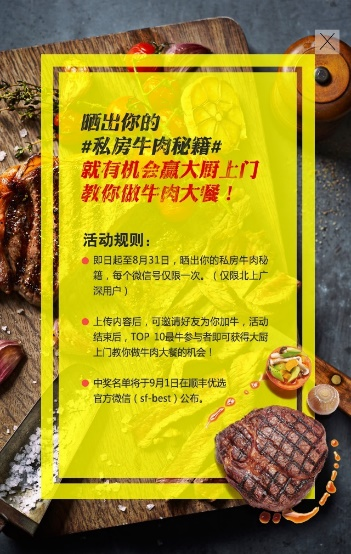 晒出你的
#私房牛肉秘籍#
就有机会赢大厨上门
教你做牛肉大餐！
活动规则：
即日起至8月31日，晒出你的私房牛肉秘
籍，每个微信号仅限一次。（仅限北上广
深用户）
上传内容后，可邀请好友为你加牛，活动
结束后，TOP 10最牛参与者即可获得大厨
上门教你做牛肉大餐的机会！
中奖名单将于9月1日在顺丰优选
官方微信（sf-best）公布。